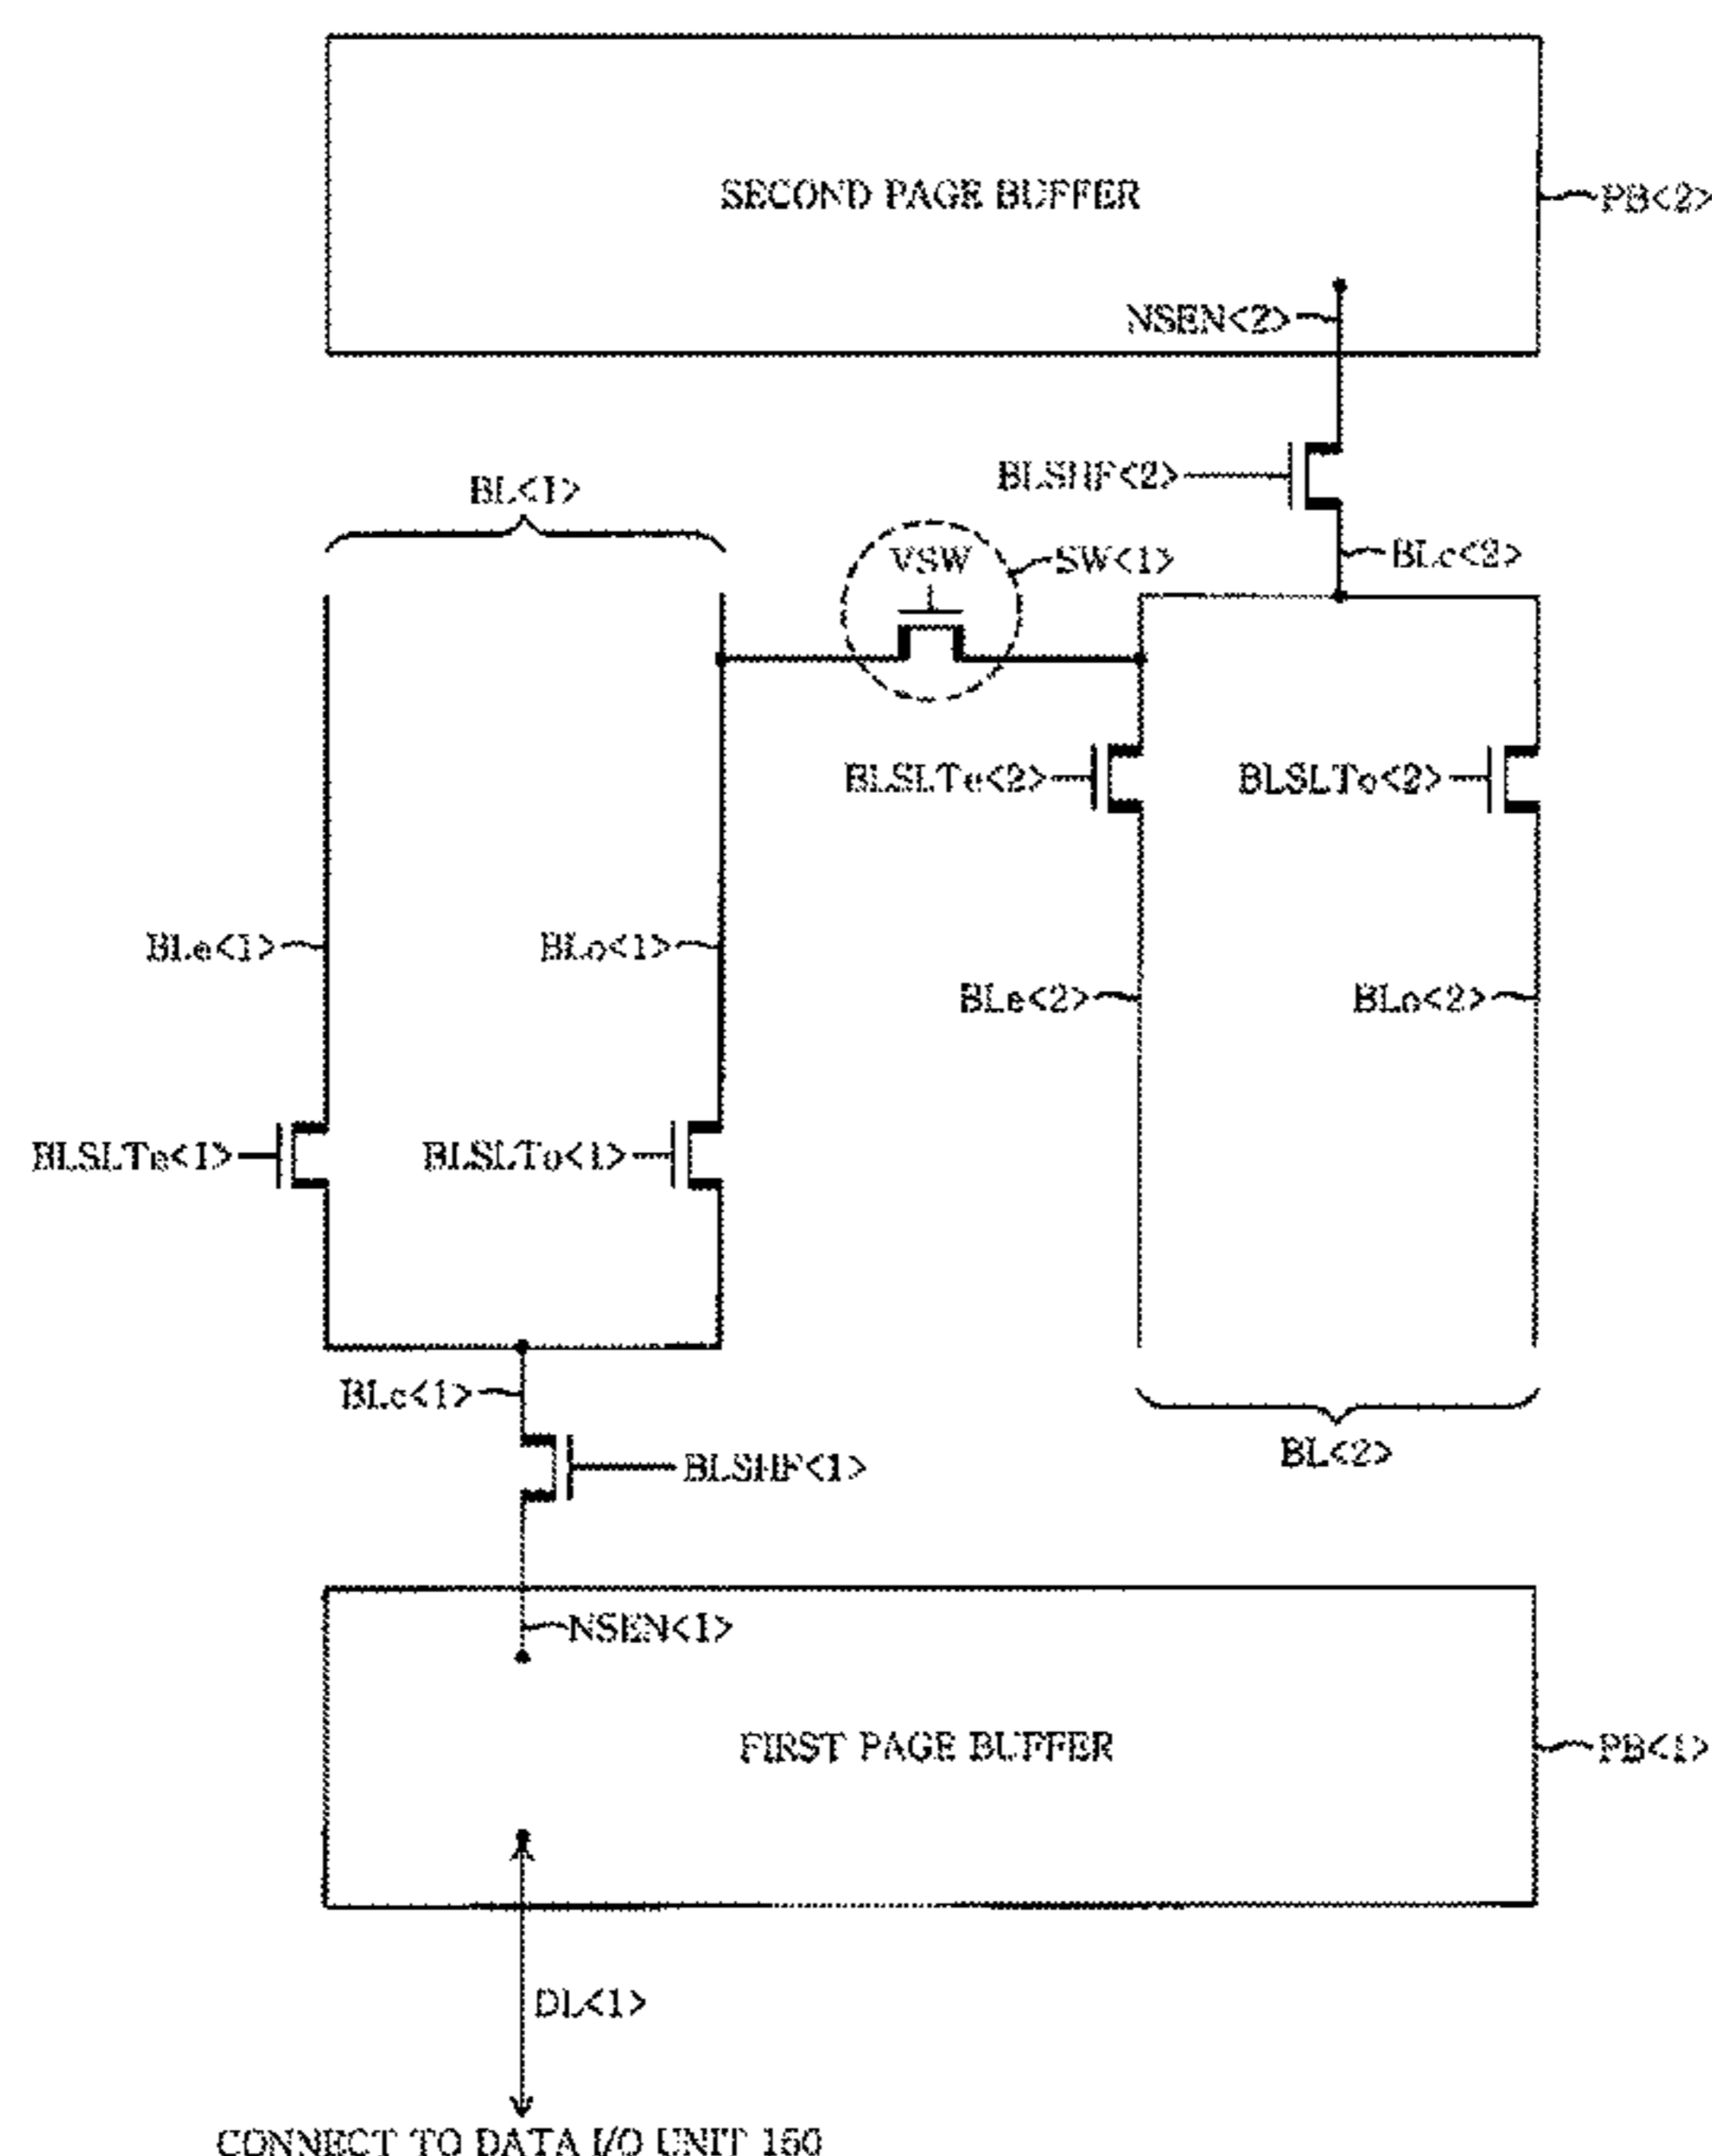 SECOND PAGE BUFFER
PB<2>
NSEN<2>
BLSHF<2>
BL<1>
VSW
SW<1>
BLc<2>
BLSLTe<2>
BLSLTo<2>
BLe<1>
BLo<1>
BLe<2>
BLo<2>
BLSLTe<1>
BLSLTo<1>
BLc<1>
BL<2>
BLSHF<1>
NSEN<1>
FIRST PAGE BUFFER
PB<1>
DL<1>
CONNECT TO DATA I/O UNIT 160